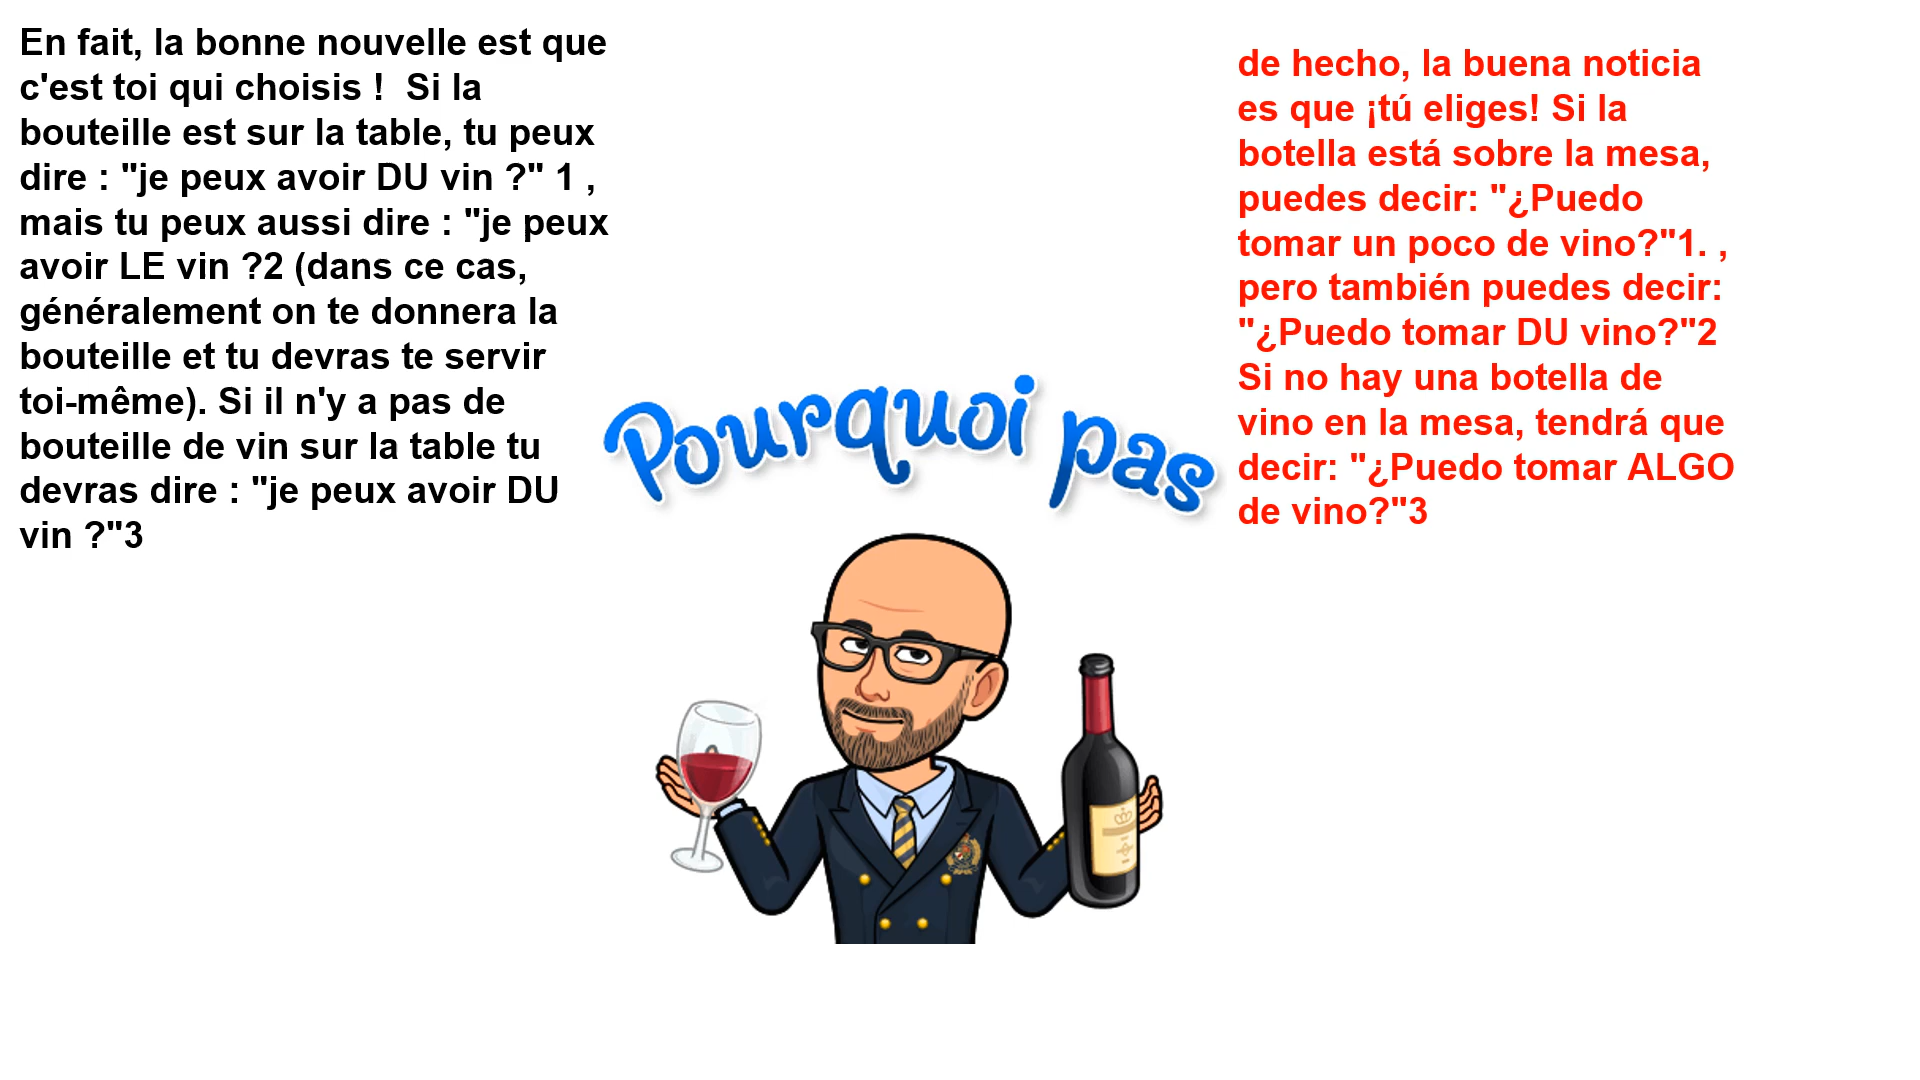 En fait, la bonne nouvelle est que
c'est toi qui choisis !  Si la
bouteille est sur la table, tu peux
dire : "je peux avoir DU vin ?" 1 ,
mais tu peux aussi dire : "je peux
avoir LE vin ?2 (dans ce cas,
généralement on te donnera la
bouteille et tu devras te servir
toi-même). Si il n'y a pas de
bouteille de vin sur la table tu
devras dire : "je peux avoir DU
vin ?"3
Pourquoi pas
de hecho, la buena noticia
es que ¡tú eliges! Si la
botella está sobre la mesa,
puedes decir: "¿Puedo
tomar un poco de vino?"1. ,
pero también puedes decir:
"¿Puedo tomar DU vino?"2
Si no hay una botella de
vino en la mesa, tendrá que
decir: "¿Puedo tomar ALGO
de vino?"3